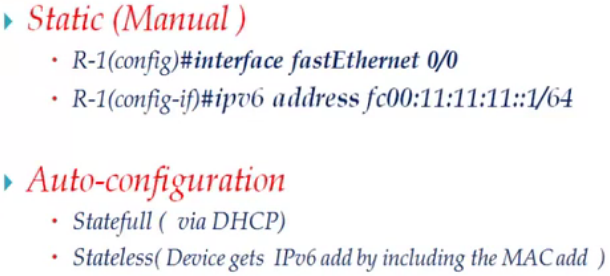 Static (Manual )
R-1(config)#interface fastEthernet 0/0
R-1(config-if)#ipv6 address fc00:11:11:11::1/64
Auto-configuration
Statefull ( via DHCP)
Stateless( Device gets IPv6 add by including the MAC add )